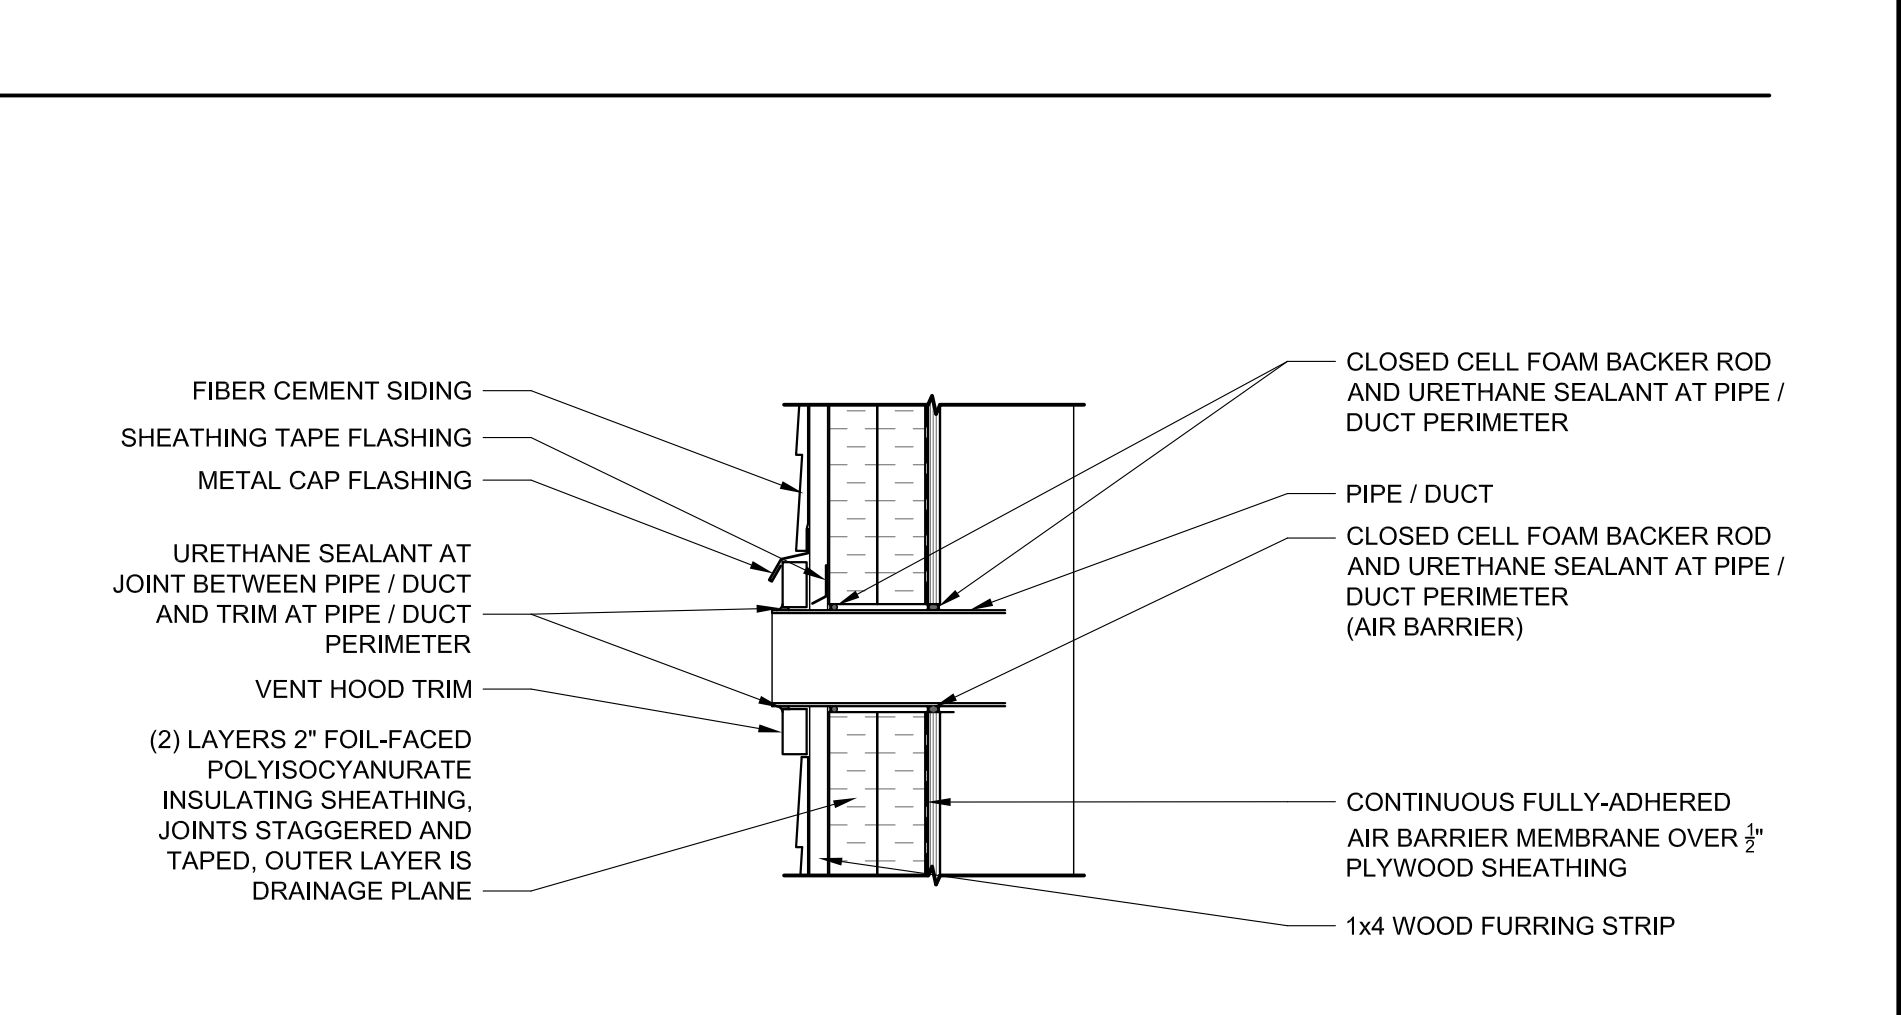 FIBER CEMENT SIDING
SHEATHING TAPE FLASHING
METAL CAP FLASHING
URETHANE SEALANT AT
JOINT BETWEEN PIPE / DUCT
AND TRIM AT PIPE / DUCT
PERIMETER
VENT HOOD TRIM
(2) LAYERS 2" FOIL-FACED
POLYISOCYANURATE
INSULATING SHEATHING,
JOINTS STAGGERED AND
TAPED, OUTER LAYER IS
DRAINAGE PLANE
CLOSED CELL FOAM BACKER ROD
AND URETHANE SEALANT AT PIPE /
DUCT PERIMETER
PIPE / DUCT
CLOSED CELL FOAM BACKER ROD
AND URETHANE SEALANT AT PIPE /
DUCT PERIMETER
(AIR BARRIER)
CONTINUOUS FULLY-ADHERED
AIR BARRIER MEMBRANE OVER 1/2"
PLYWOOD SHEATHING
1x4 WOOD FURRING STRIP